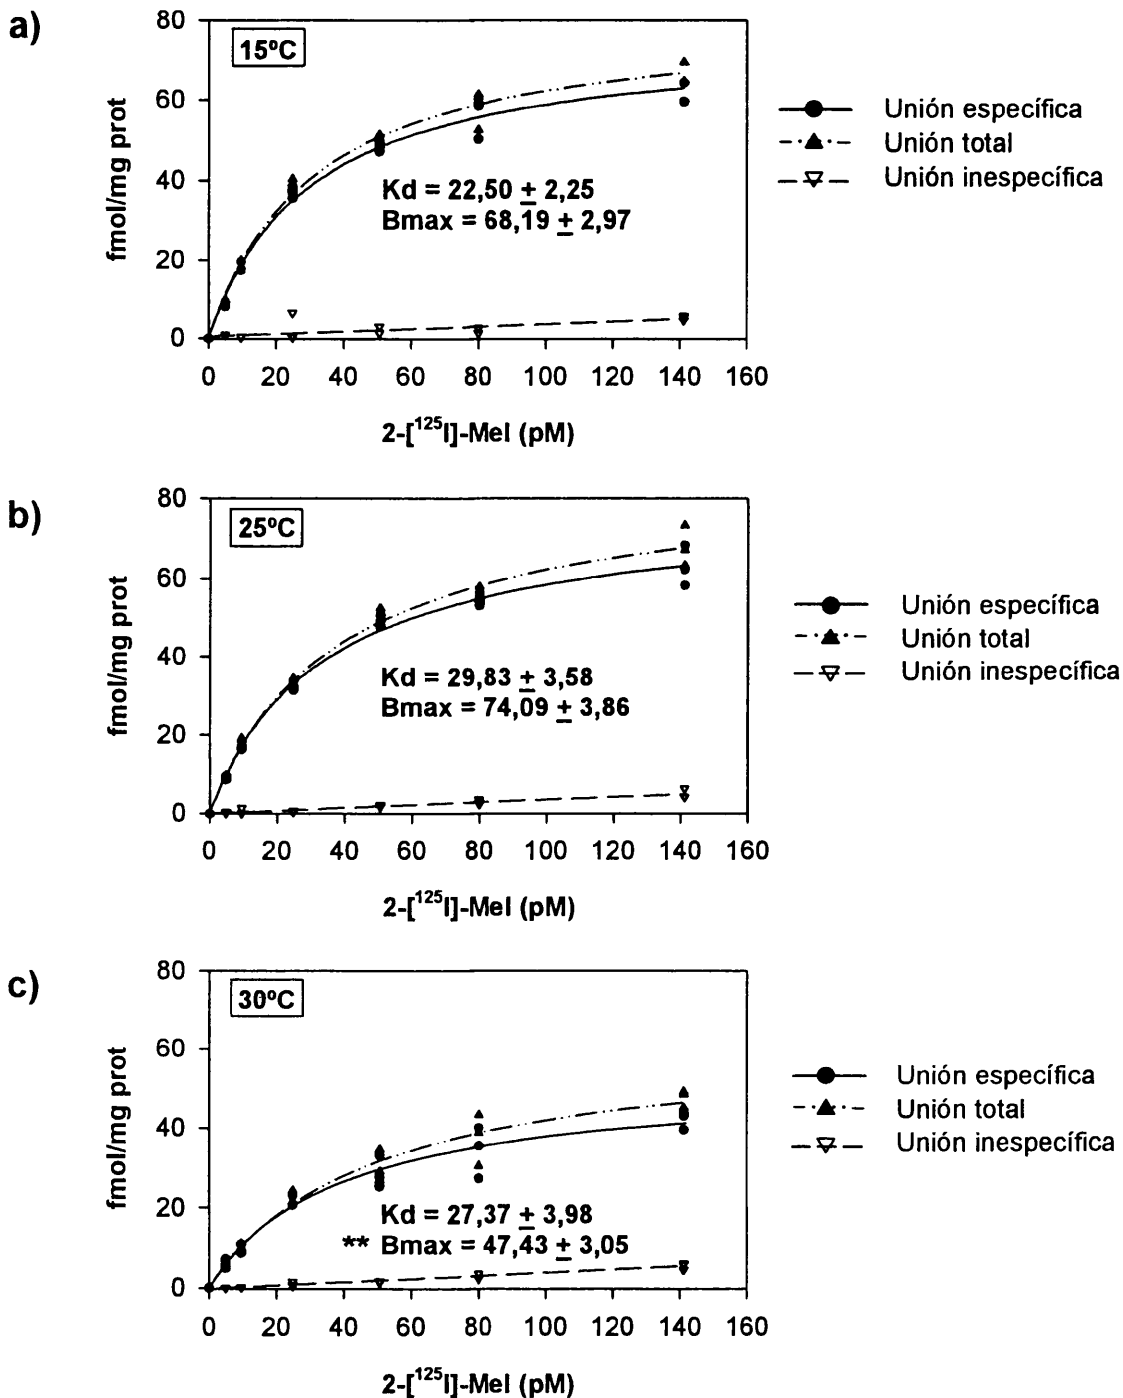 a)
15ºC
80
60
40
20
0
fmol/mg prot
Kd = 22,50 ± 2,25
Bmax = 68,19 ± 2,97
0 20 40 60 80 100 120 140 160
2-[¹²⁵I]-Mel (pM)
Unión específica
Unión total
Unión inespecífica
b)
25ºC
80
60
40
20
0
fmol/mg prot
Kd = 29,83 ± 3,58
Bmax = 74,09 ± 3,86
0 20 40 60 80 100 120 140 160
2-[¹²⁵I]-Mel (pM)
Unión específica
Unión total
Unión inespecífica
c)
30ºC
80
60
40
20
0
fmol/mg prot
Kd = 27,37 ± 3,98
** Bmax = 47,43 ± 3,05
0 20 40 60 80 100 120 140 160
2-[¹²⁵I]-Mel (pM)
Unión específica
Unión total
Unión inespecífica